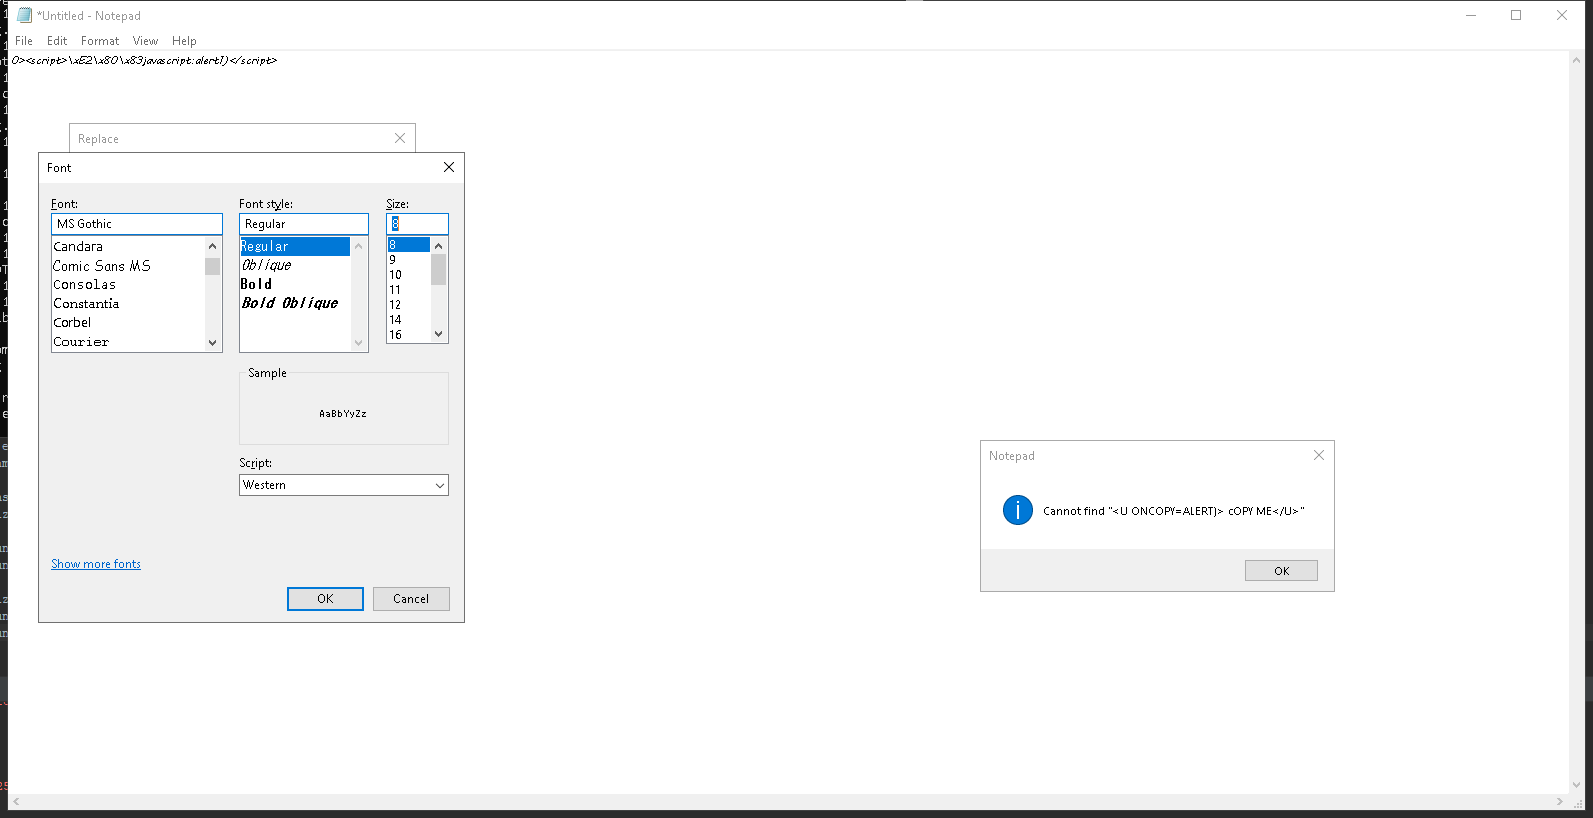 *Untitled - Notepad
File Edit Format View Help
0><script>\xE2\x80\x83javascript:alert1)</script>
Replace
Font
Font:
MS Gothic
Candara
Comic Sans MS
Consolas
Constantia
Corbel
Courier
Font style:
Regular
Regular
Oblique
Bold
Bold Oblique
Size:
8
8
9
10
11
12
14
16
Sample
AaBbYyZz
Script:
Western
Show more fonts
OK Cancel
Notepad
Cannot find "<U ONCOPY=ALERT)> cOPY ME</U>"
OK